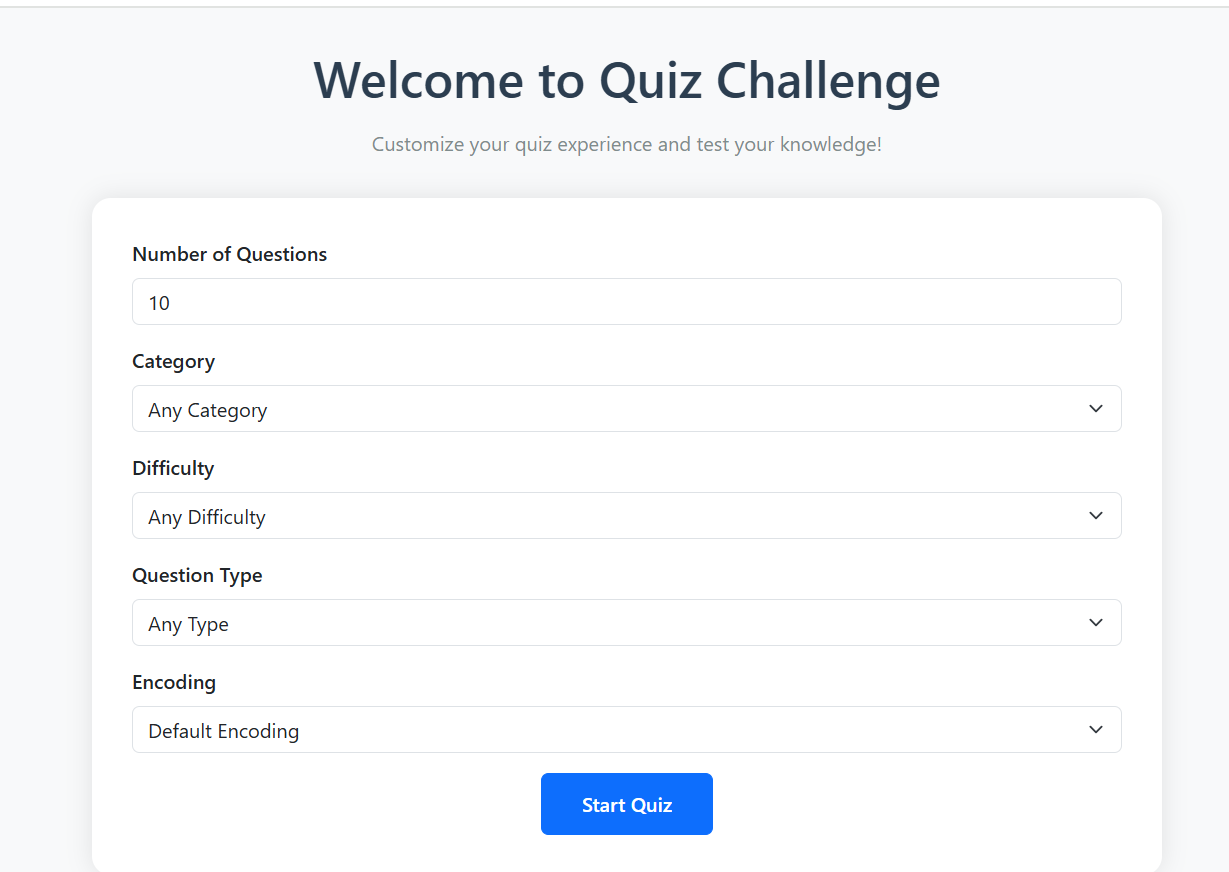 Welcome to Quiz Challenge
Customize your quiz experience and test your knowledge!
Number of Questions
10
Category
Any Category
Difficulty
Any Difficulty
Question Type
Any Type
Encoding
Default Encoding
Start Quiz